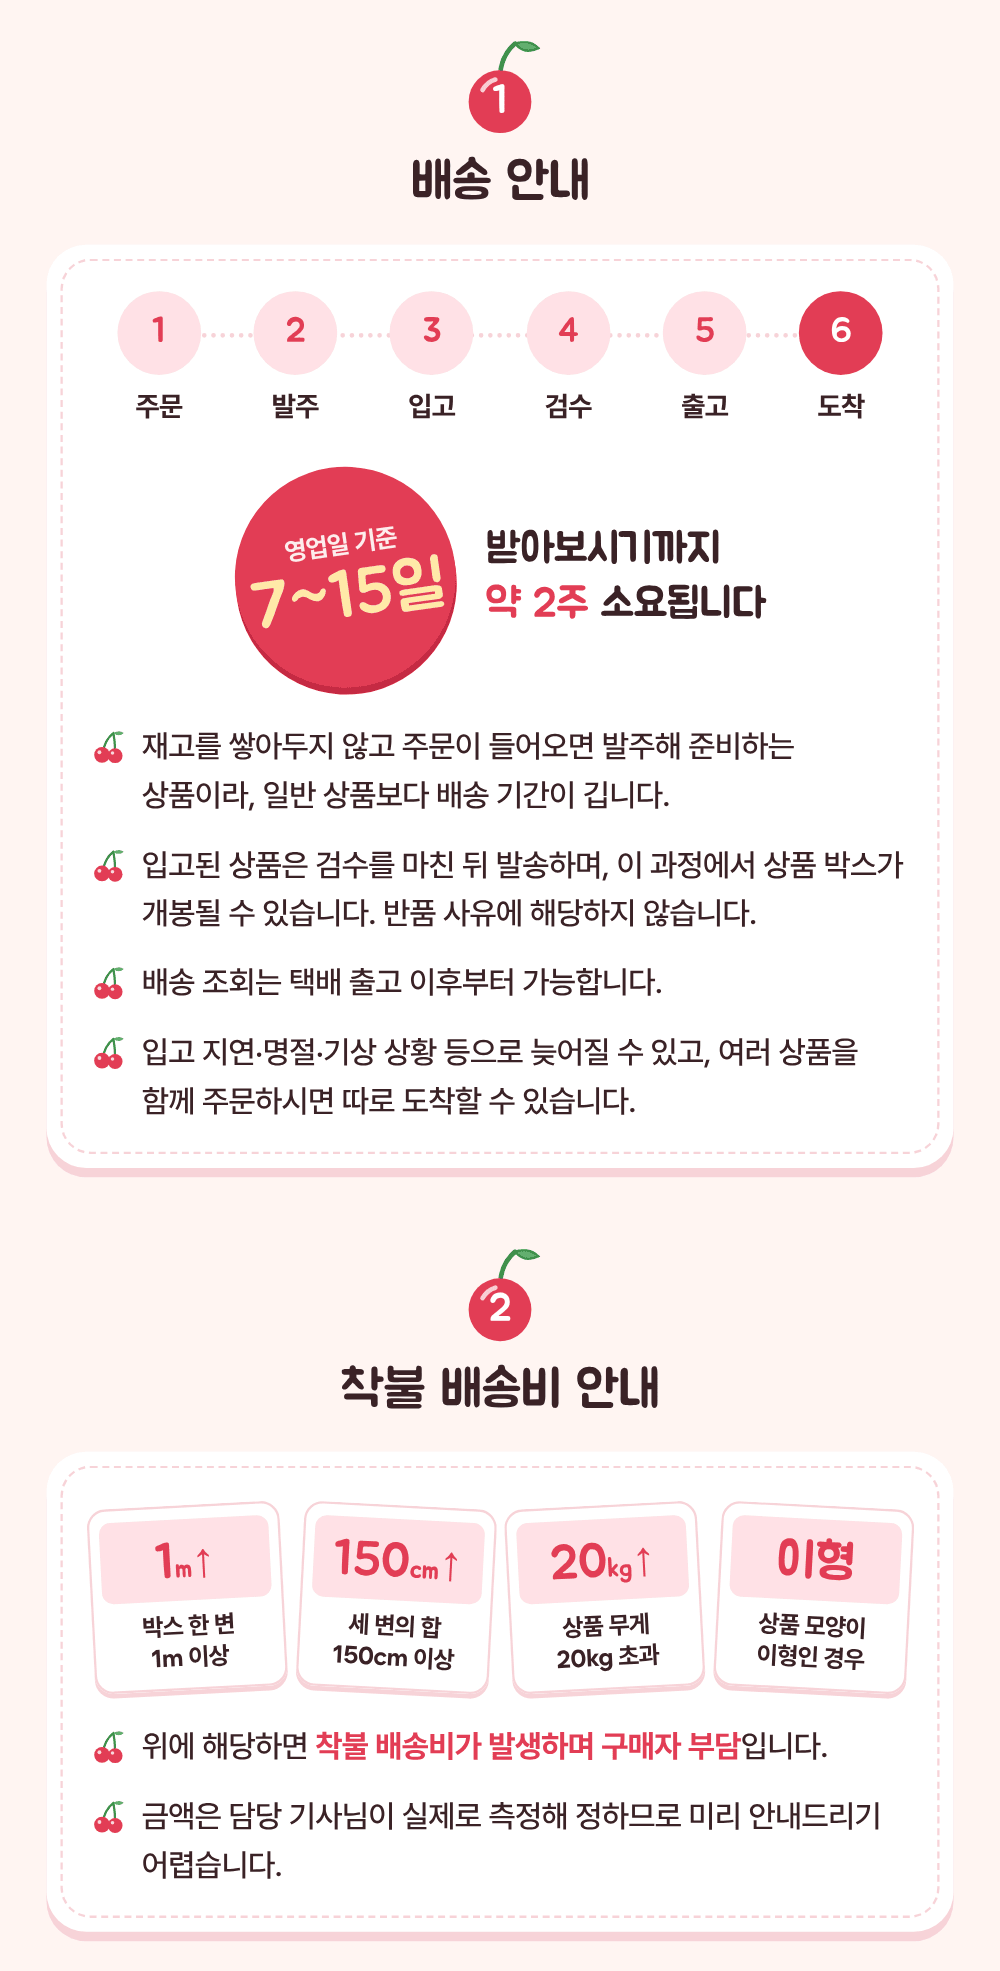 1
배송 안내
1 2 3 4 5 6
주문 발주 입고 검수 출고 도착
영업일 기준
7~15일
받아보시기까지
약 2주 소요됩니다
재고를 쌓아두지 않고 주문이 들어오면 발주해 준비하는
상품이라, 일반 상품보다 배송 기간이 깁니다.
입고된 상품은 검수를 마친 뒤 발송하며, 이 과정에서 상품 박스가
개봉될 수 있습니다. 반품 사유에 해당하지 않습니다.
배송 조회는 택배 출고 이후부터 가능합니다.
입고 지연·명절·기상 상황 등으로 늦어질 수 있고, 여러 상품을
함께 주문하시면 따로 도착할 수 있습니다.
2
착불 배송비 안내
1m↑
박스 한 변
1m 이상
150cm↑
세 변의 합
150cm 이상
20kg↑
상품 무게
20kg 초과
이형
상품 모양이
이형인 경우
위에 해당하면 착불 배송비가 발생하며 구매자 부담입니다.
금액은 담당 기사님이 실제로 측정해 정하므로 미리 안내드리기
어렵습니다.